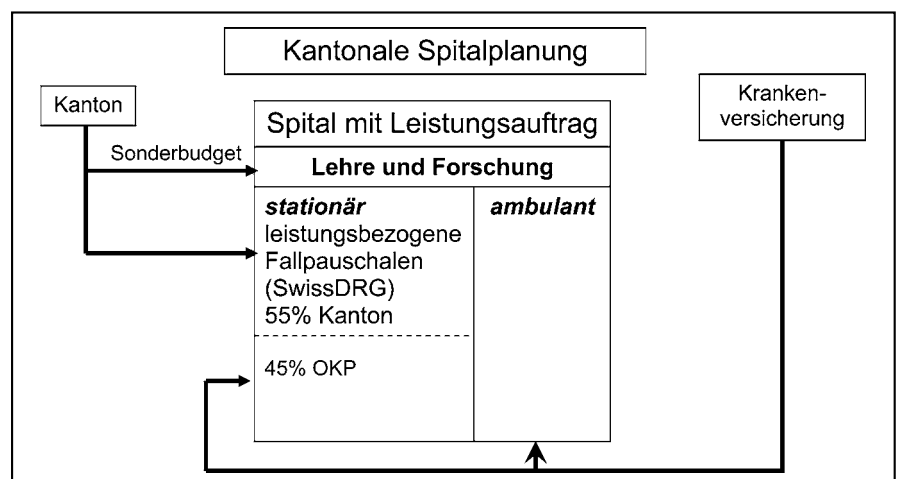 Kantonale Spitalplanung
Kanton
Kranken-
versicherung
Spital mit Leistungsauftrag
Sonderbudget
Lehre und Forschung
stationär
leistungsbezogene
Fallpauschalen
(SwissDRG)
55% Kanton
45% OKP
ambulant